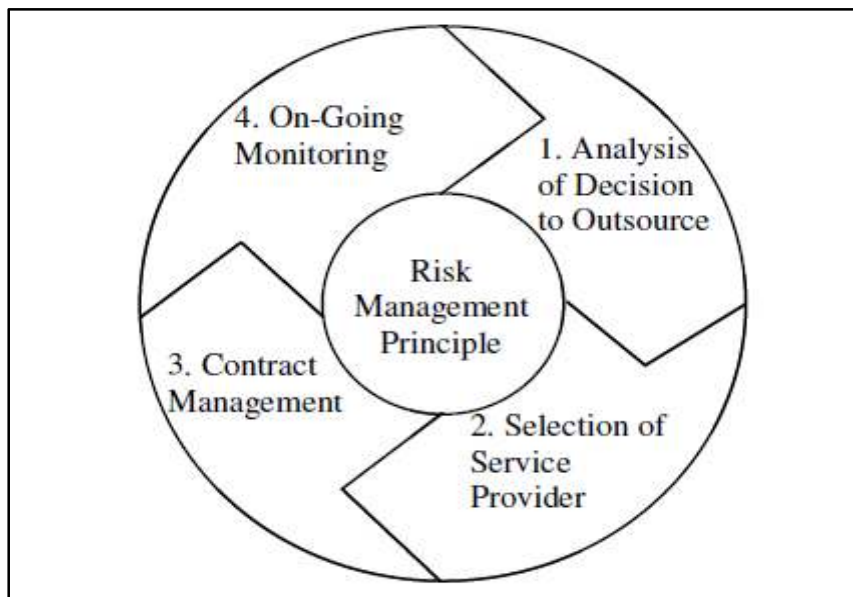 1. Analysis
of Decision
to Outsource
2. Selection of
Service
Provider
3. Contract
Management
4. On-Going
Monitoring
Risk
Management
Principle